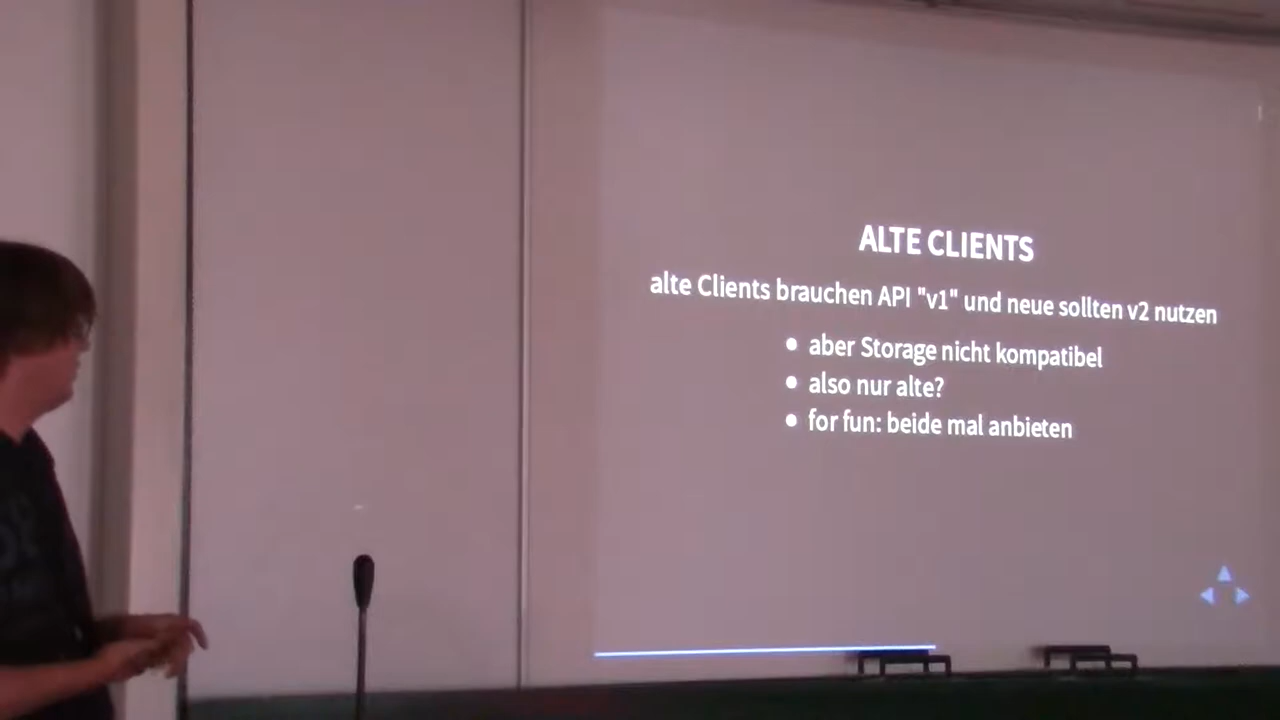 ALTE CLIENTS
alte Clients brauchen API "v1" und neue sollten v2 nutzen
aber Storage nicht kompatibel
also nur alte?
for fun: beide mal anbieten